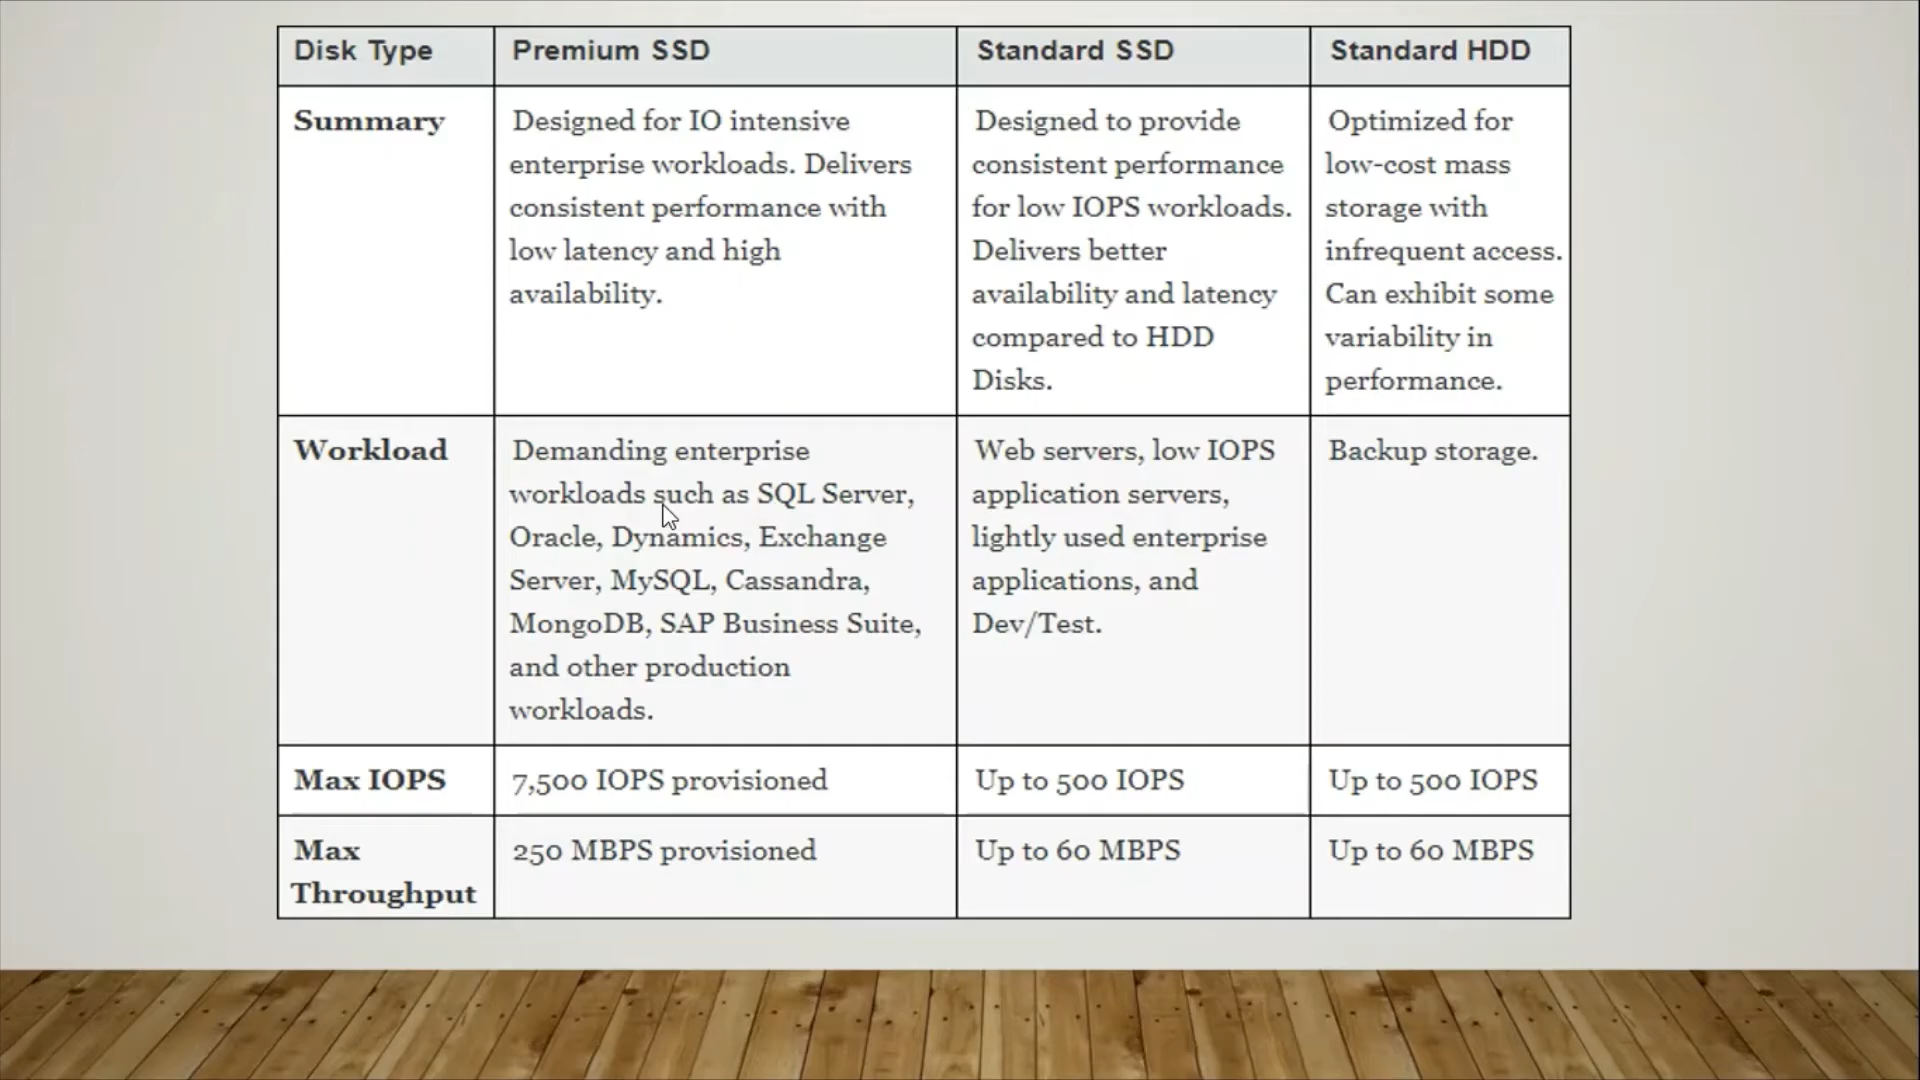 Disk Type
Premium SSD
Standard SSD
Standard HDD
Summary
Designed for IO intensive
enterprise workloads. Delivers
consistent performance with
low latency and high
availability.
Designed to provide
consistent performance
for low IOPS workloads.
Delivers better
availability and latency
compared to HDD
Disks.
Optimized for
low-cost mass
storage with
infrequent access.
Can exhibit some
variability in
performance.
Workload
Demanding enterprise
workloads such as SQL Server,
Oracle, Dynamics, Exchange
Server, MySQL, Cassandra,
MongoDB, SAP Business Suite,
and other production
workloads.
Web servers, low IOPS
application servers,
lightly used enterprise
applications, and
Dev/Test.
Backup storage.
Max IOPS
7,500 IOPS provisioned
Up to 500 IOPS
Up to 500 IOPS
Max
Throughput
250 MBPS provisioned
Up to 60 MBPS
Up to 60 MBPS